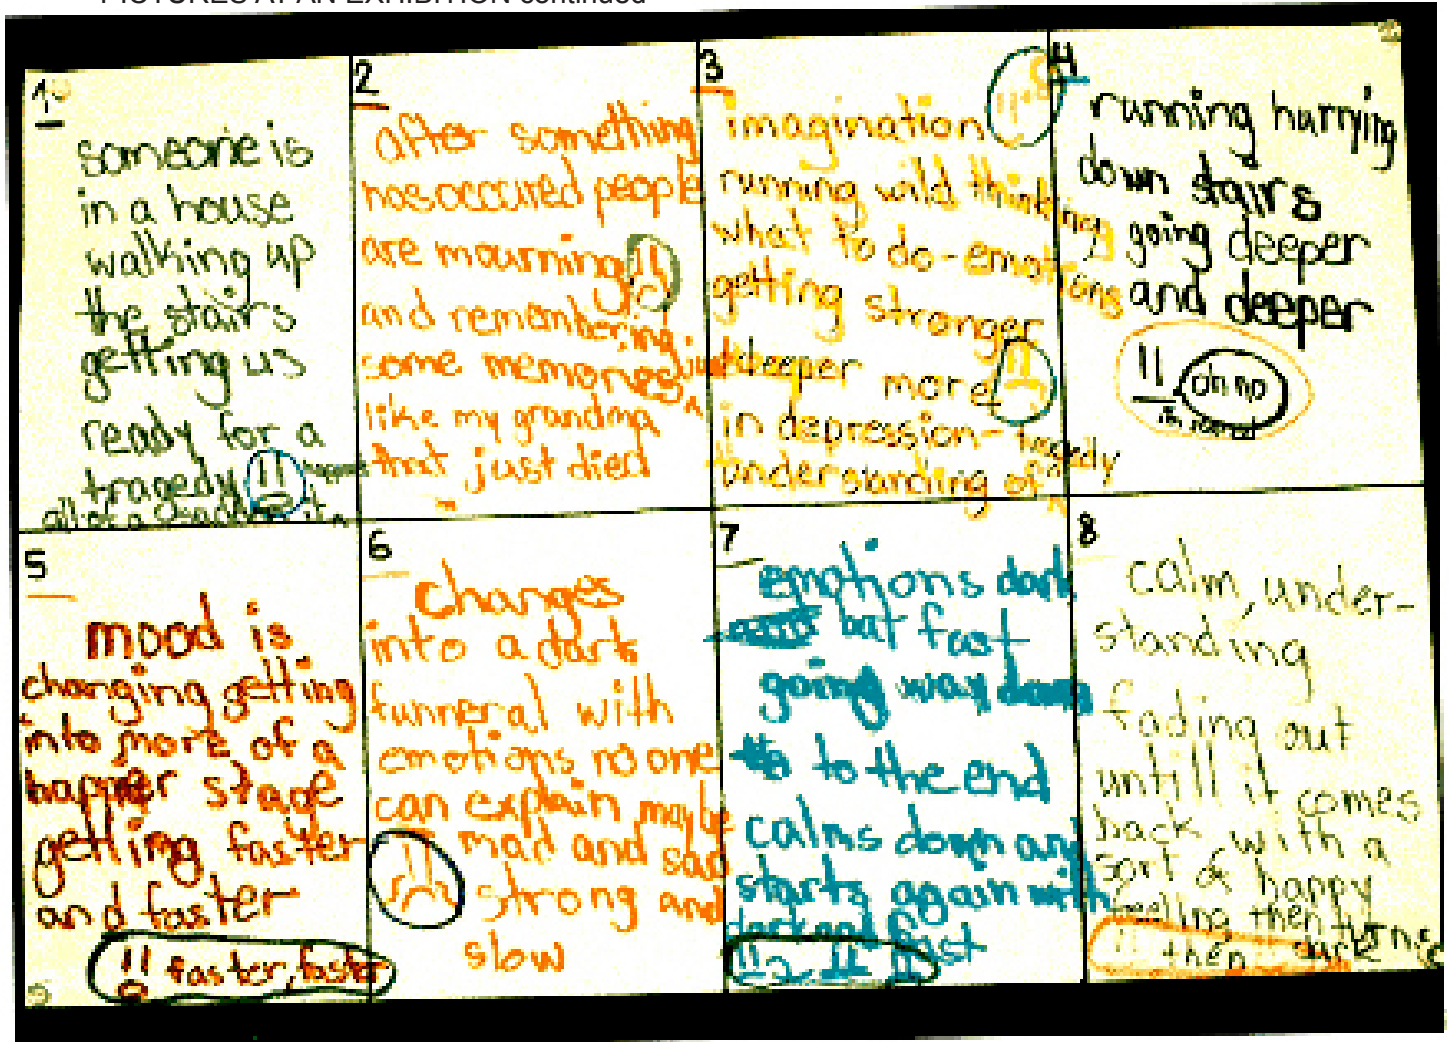 PICTURES AT AN EXHIBITION continued
1.
someone is
in a house
walking up
the stairs
getting us
ready for a
tragedy
all of a sudden it happens
2
after something
has occured people
are mourning
and remembering
some memories
like my grandma
that just died
3
imagination
running wild thinking
what to do - emotions
getting stronger
deeper more
in depression -
understanding of tragedy
4
running hurrying
down stairs
going deeper
and deeper
oh no
5
mood is
changing getting
into more of a
happier stage
getting faster
and faster
faster, faster
6
changes
into a dark
funneral with
emotions no one
can explain maybe
mad and sad
strong and
slow
7
emotions dark
but fast
going way down
to the end
calms down and
starts again with
dark and fast
8
calm, under-
standing
fading out
untill it comes
back with a
sort of happy
feeling then turns
then darker